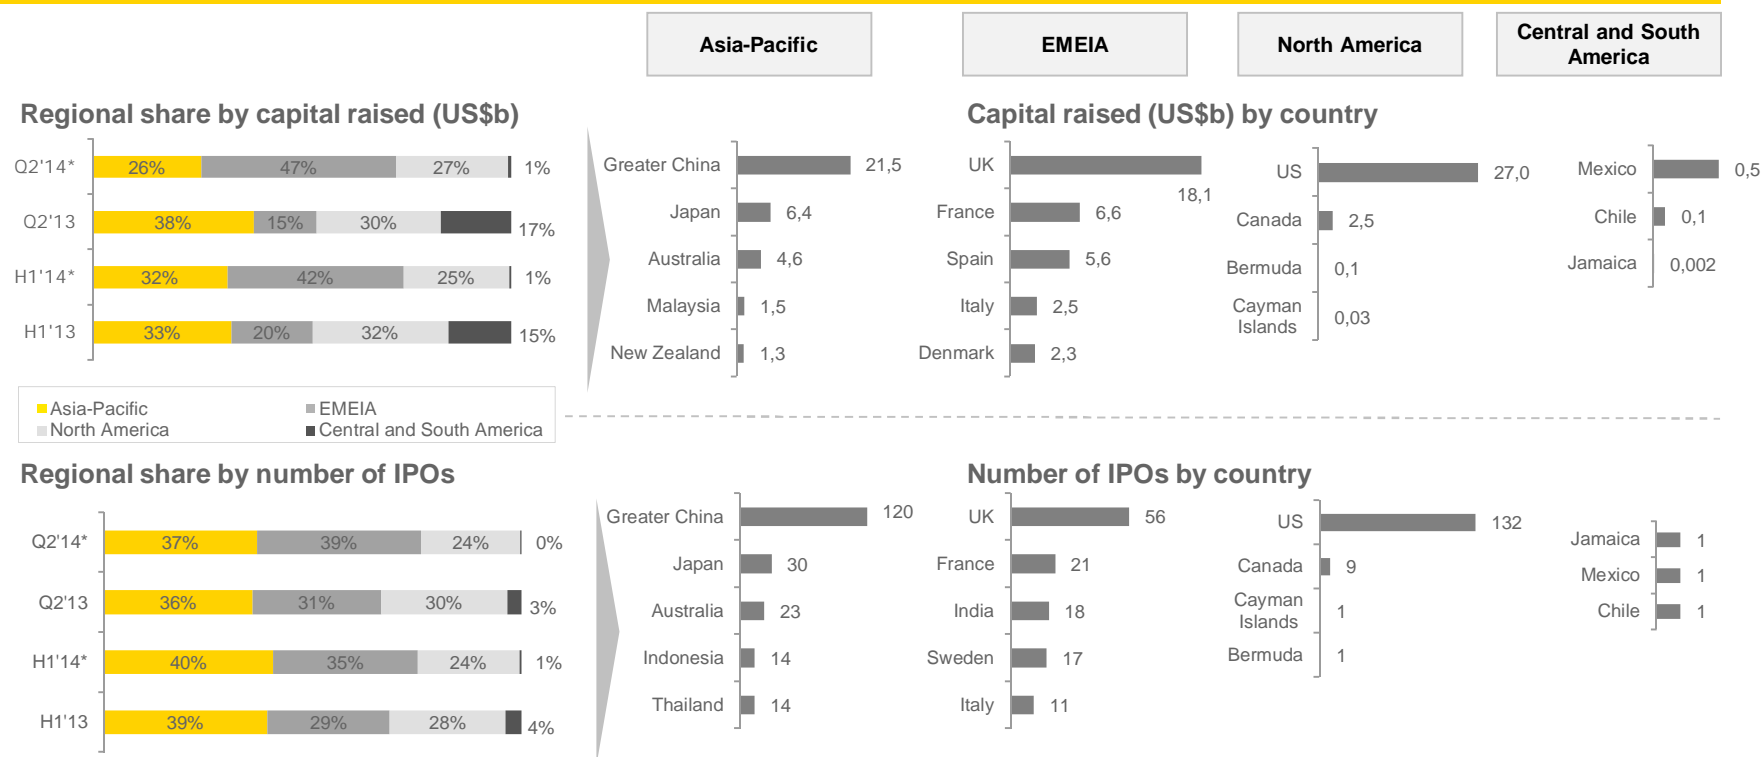 Asia-Pacific
EMEIA
North America
Central and South
America
Regional share by capital raised (US$b)
Q2'14*
26%
47%
27%
1%
Q2'13
38%
15%
30%
17%
H1'14*
32%
42%
25%
1%
H1'13
33%
20%
32%
15%
Asia-Pacific
EMEIA
North America
Central and South America
Capital raised (US$b) by country
Greater China
21,5
Japan
6,4
Australia
4,6
Malaysia
1,5
New Zealand
1,3
UK
18,1
France
6,6
Spain
5,6
Italy
2,5
Denmark
2,3
US
27,0
Canada
2,5
Bermuda
0,1
Cayman
Islands
0,03
Mexico
0,5
Chile
0,1
Jamaica
0,002
Regional share by number of IPOs
Q2'14*
37%
39%
24%
0%
Q2'13
36%
31%
30%
3%
H1'14*
40%
35%
24%
1%
H1'13
39%
29%
28%
4%
Number of IPOs by country
Greater China
120
Japan
30
Australia
23
Indonesia
14
Thailand
14
UK
56
France
21
India
18
Sweden
17
Italy
11
US
132
Canada
9
Cayman
Islands
1
Bermuda
1
Jamaica
1
Mexico
1
Chile
1